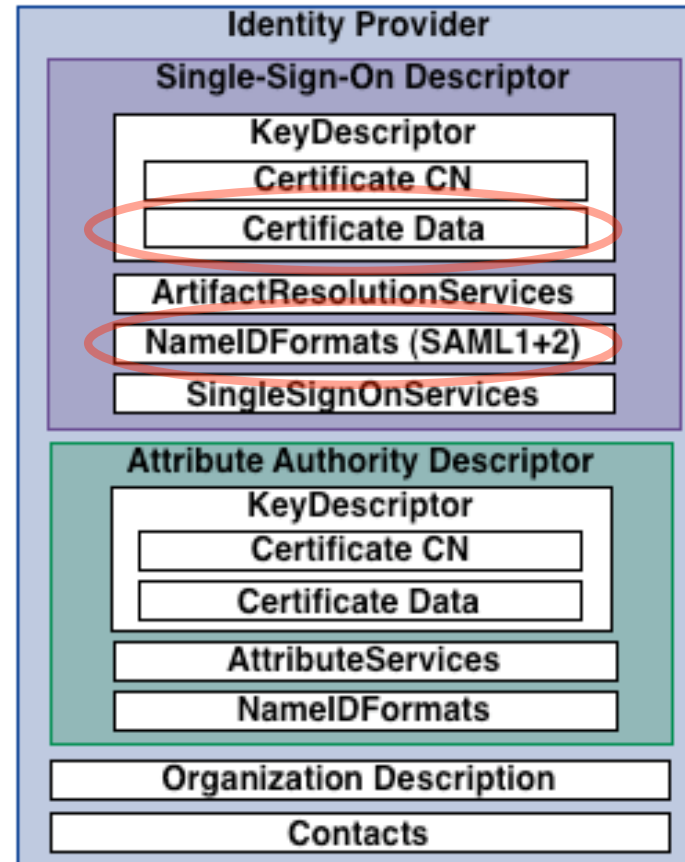 Identity Provider
Single-Sign-On Descriptor
KeyDescriptor
Certificate CN
Certificate Data
ArtifactResolutionServices
NameIDFormats (SAML1+2)
SingleSignOnServices
Attribute Authority Descriptor
KeyDescriptor
Certificate CN
Certificate Data
AttributeServices
NameIDFormats
Organization Description
Contacts